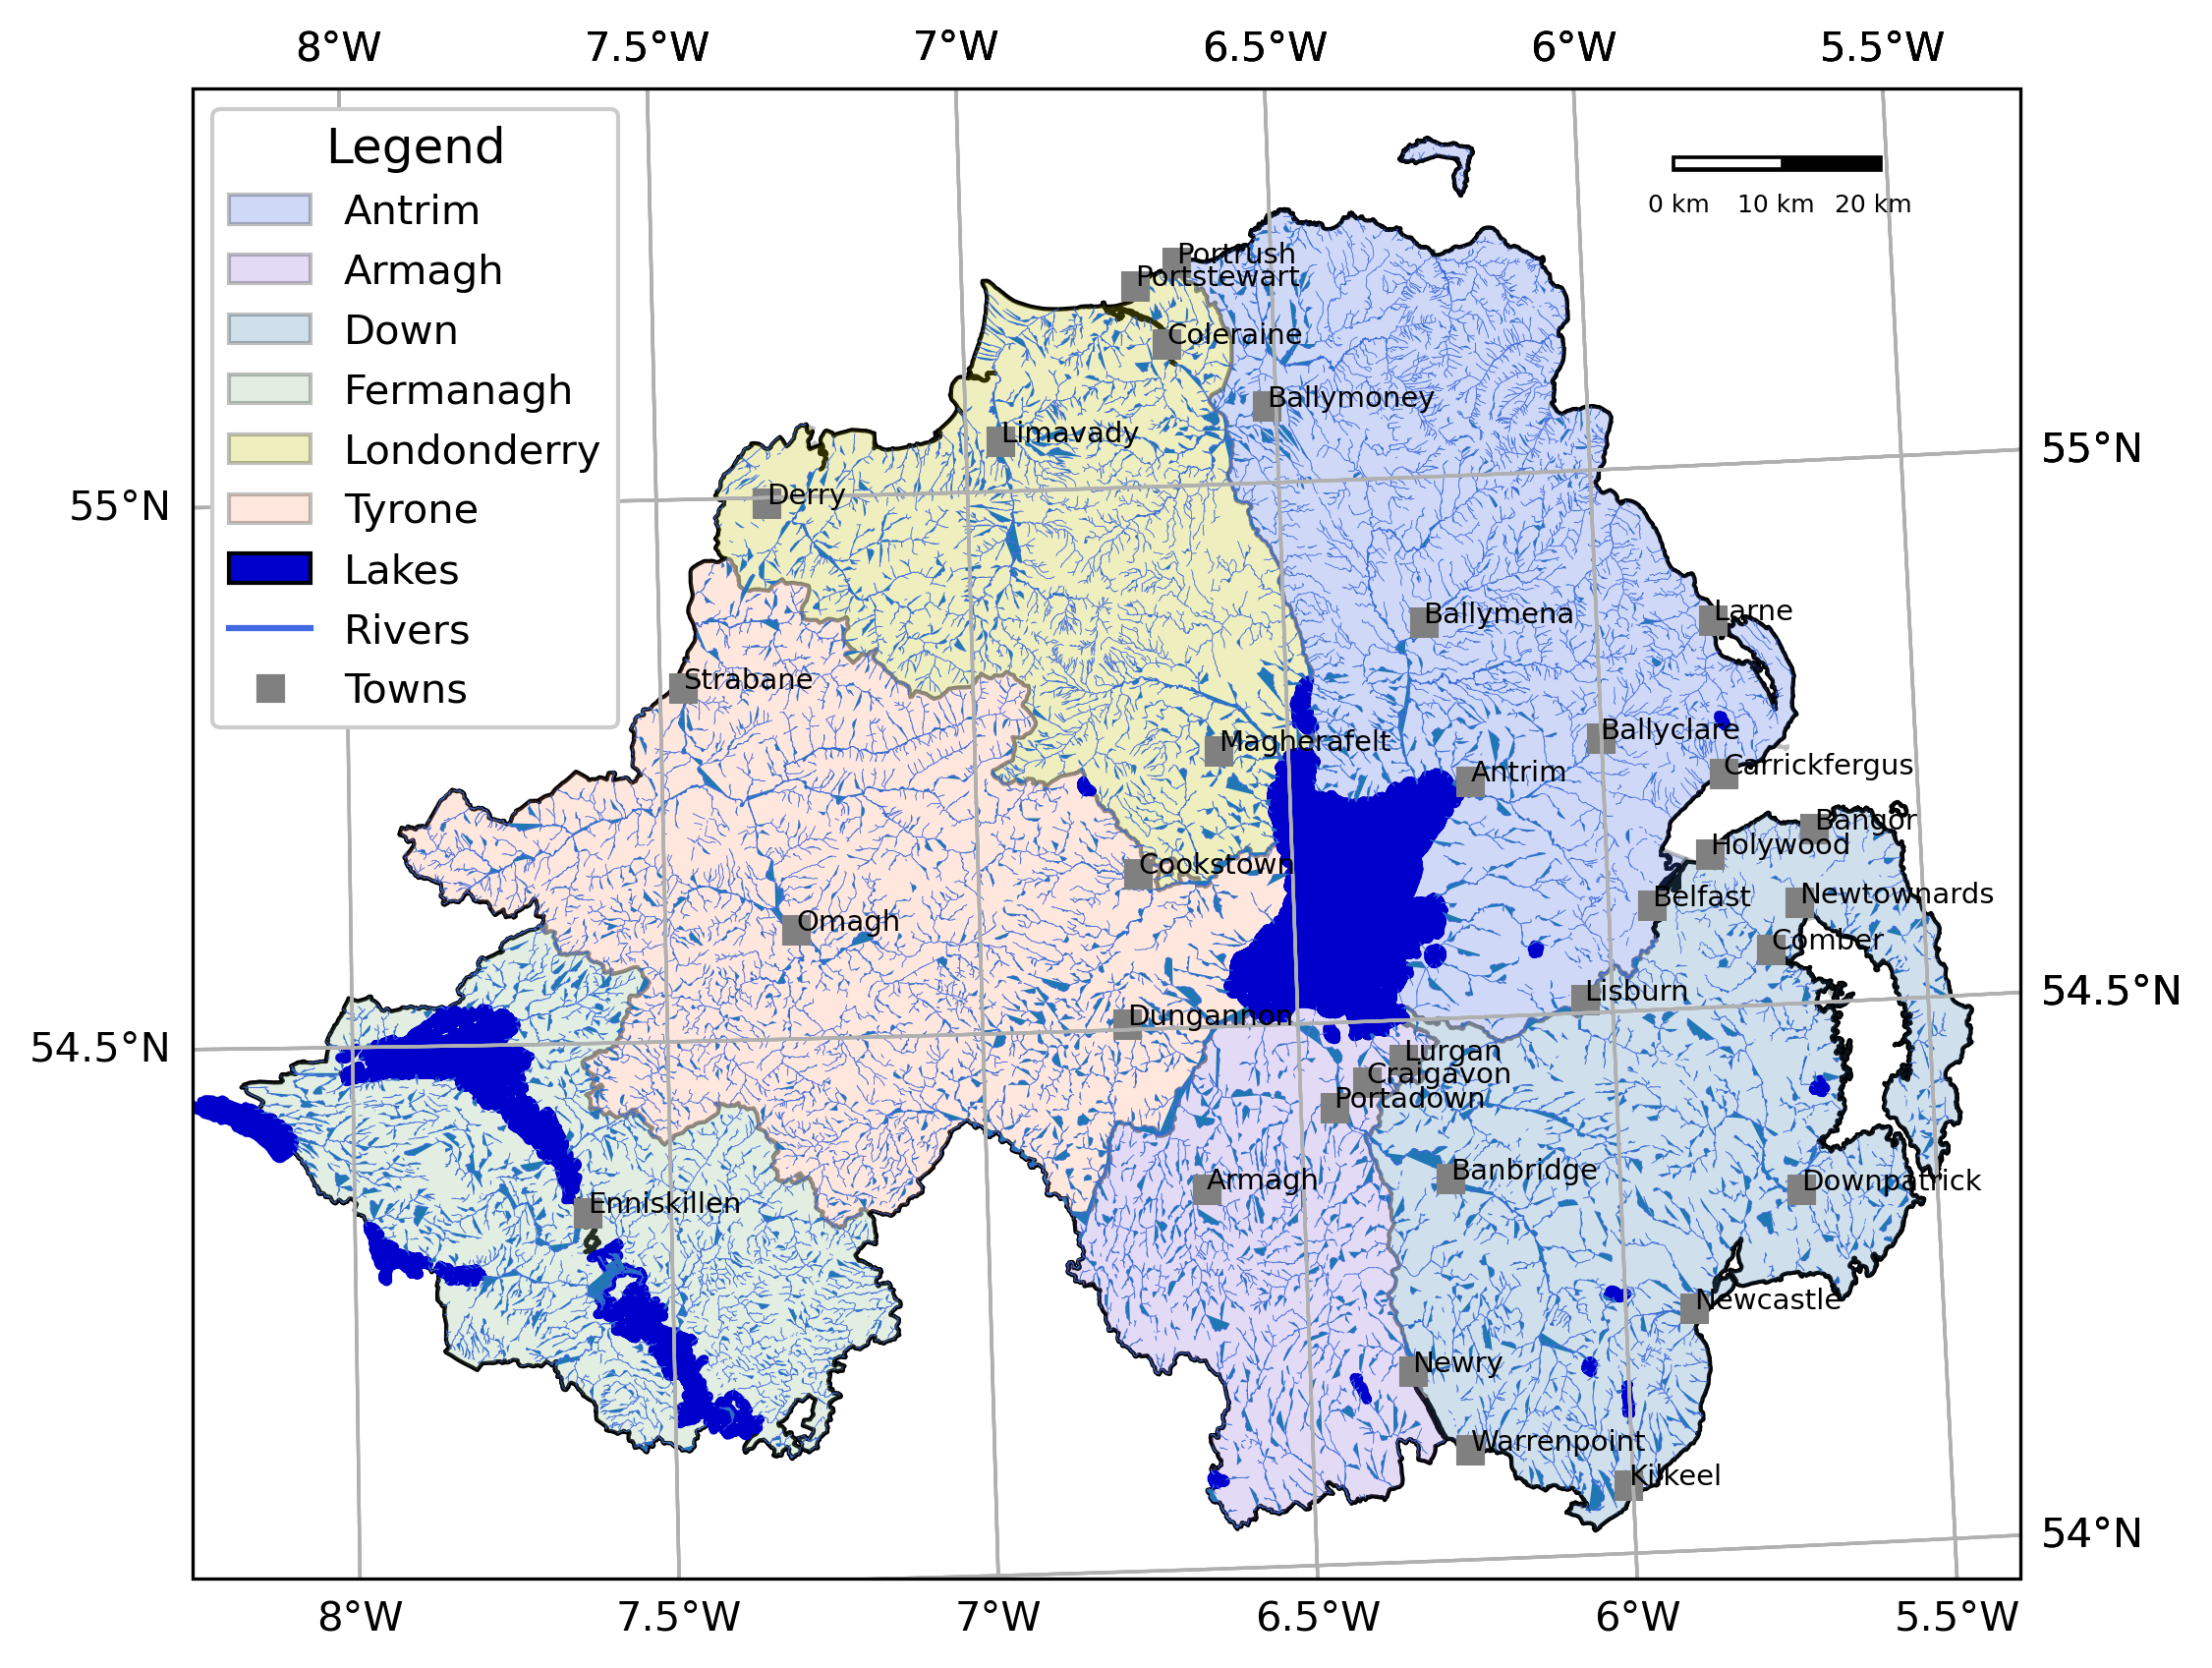 8°W 7.5°W 7°W 6.5°W 6°W 5.5°W
Legend
Antrim
Armagh
Down
Fermanagh
Londonderry
Tyrone
Lakes
Rivers
Towns
0 km 10 km 20 km
Portrush
Portstewart
Coleraine
Ballymoney
Limavady
55°N
Derry
55°N
Ballymena
Larne
Strabane
Ballyclare
Magherafelt
Carrickfergus
Antrim
Bangor
Holywood
Cookstown
Newtownards
Belfast
Omagh
Comber
Lisburn
54.5°N
Dungannon
54.5°N
Lurgan
Craigavon
Portadown
Banbridge
Armagh
Downpatrick
Enniskillen
Newcastle
Newry
Warrenpoint
Kilkeel
54°N
8°W 7.5°W 7°W 6.5°W 6°W 5.5°W